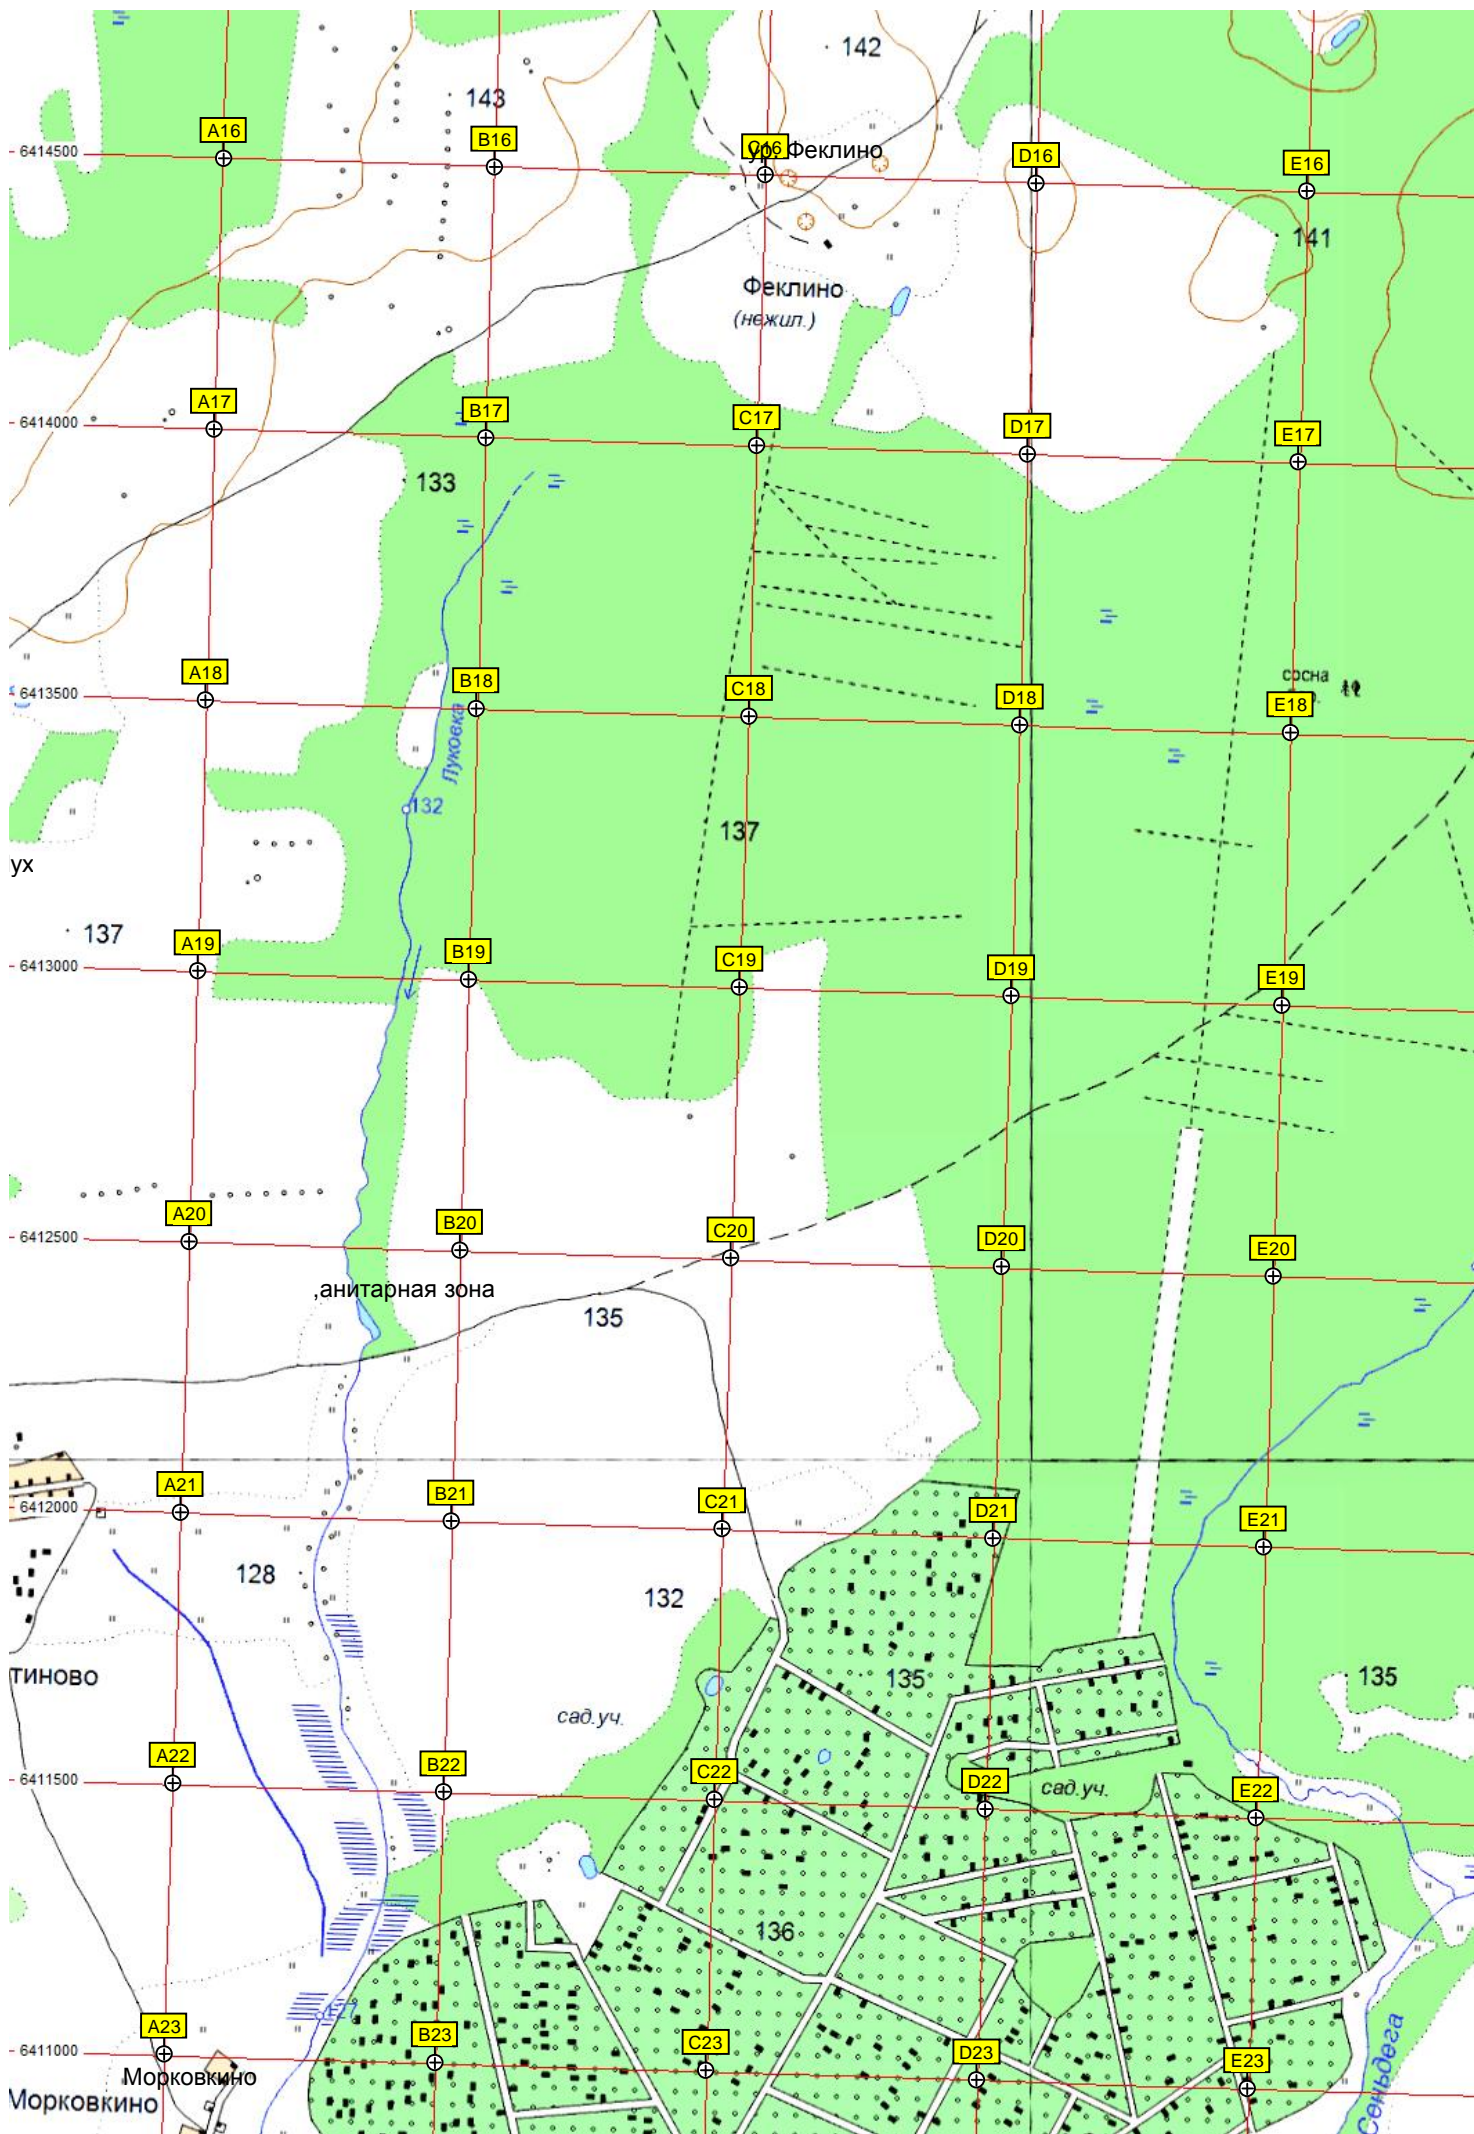 142
143
A16
B16
C16
ур. Феклино
D16
E16
6414500
141
Феклино
(нежил.)
A17
B17
C17
D17
E17
6414000
133
сосна
A18
B18
C18
D18
E18
6413500
Луковка
132
137
ух
137
A19
B19
C19
D19
E19
6413000
A20
B20
C20
D20
E20
6412500
,анитарная зона
135
A21
B21
C21
D21
E21
6412000
128
132
тиново
135
135
сад.уч.
A22
B22
C22
D22
сад.уч.
E22
6411500
136
127
A23
B23
C23
D23
E23
6411000
Морковкино
Морковкино
Сеньдега